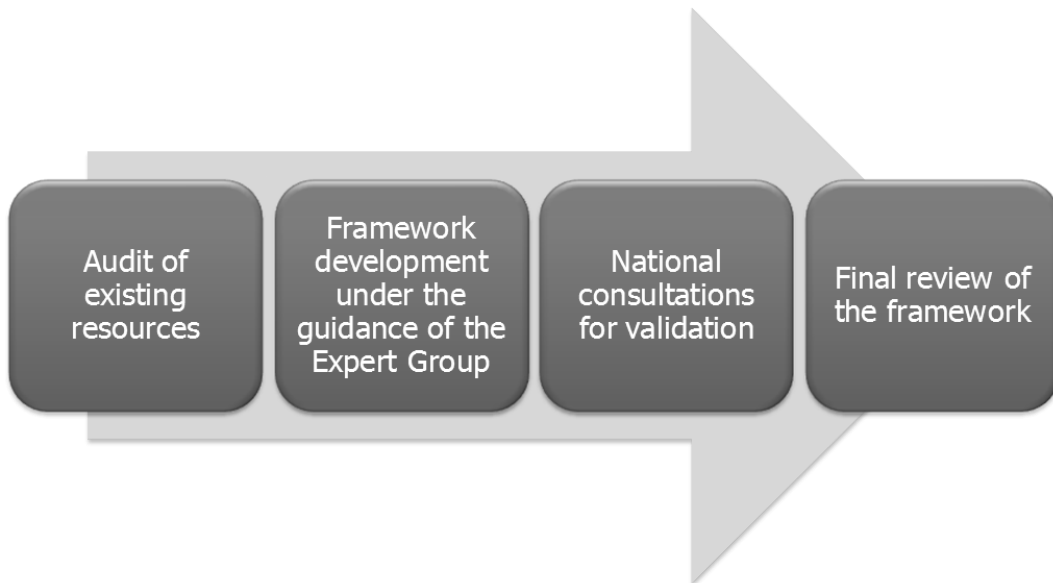 Audit of
existing
resources
Framework
development
under the
guidance of the
Expert Group
National
consultations
for validation
Final review of
the framework